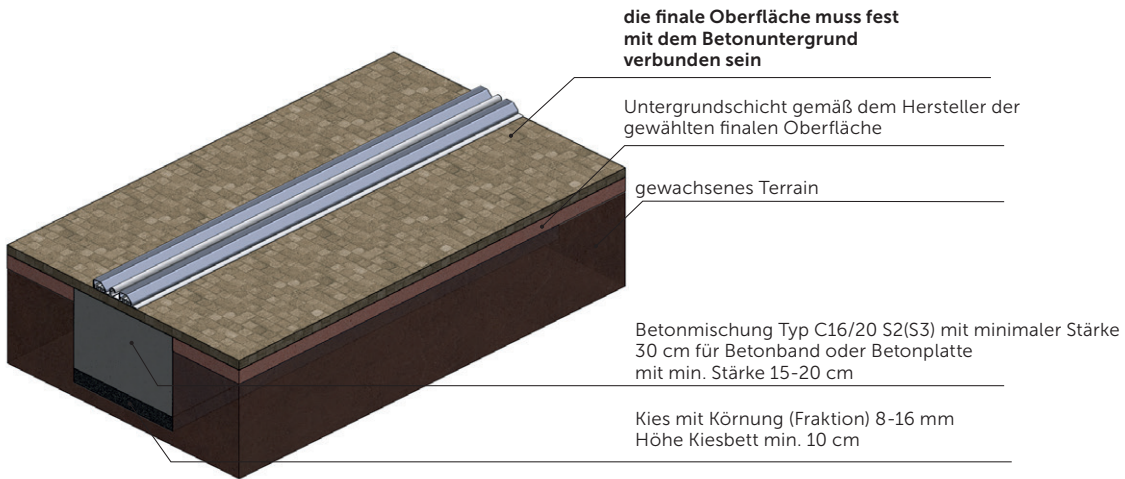 die finale Oberfläche muss fest
mit dem Betonuntergrund
verbunden sein
Untergrundschicht gemäß dem Hersteller der
gewählten finalen Oberfläche
gewachsenes Terrain
Betonmischung Typ C16/20 S2(S3) mit minimaler Stärke
30 cm für Betonband oder Betonplatte
mit min. Stärke 15-20 cm
Kies mit Körnung (Fraktion) 8-16 mm
Höhe Kiesbett min. 10 cm